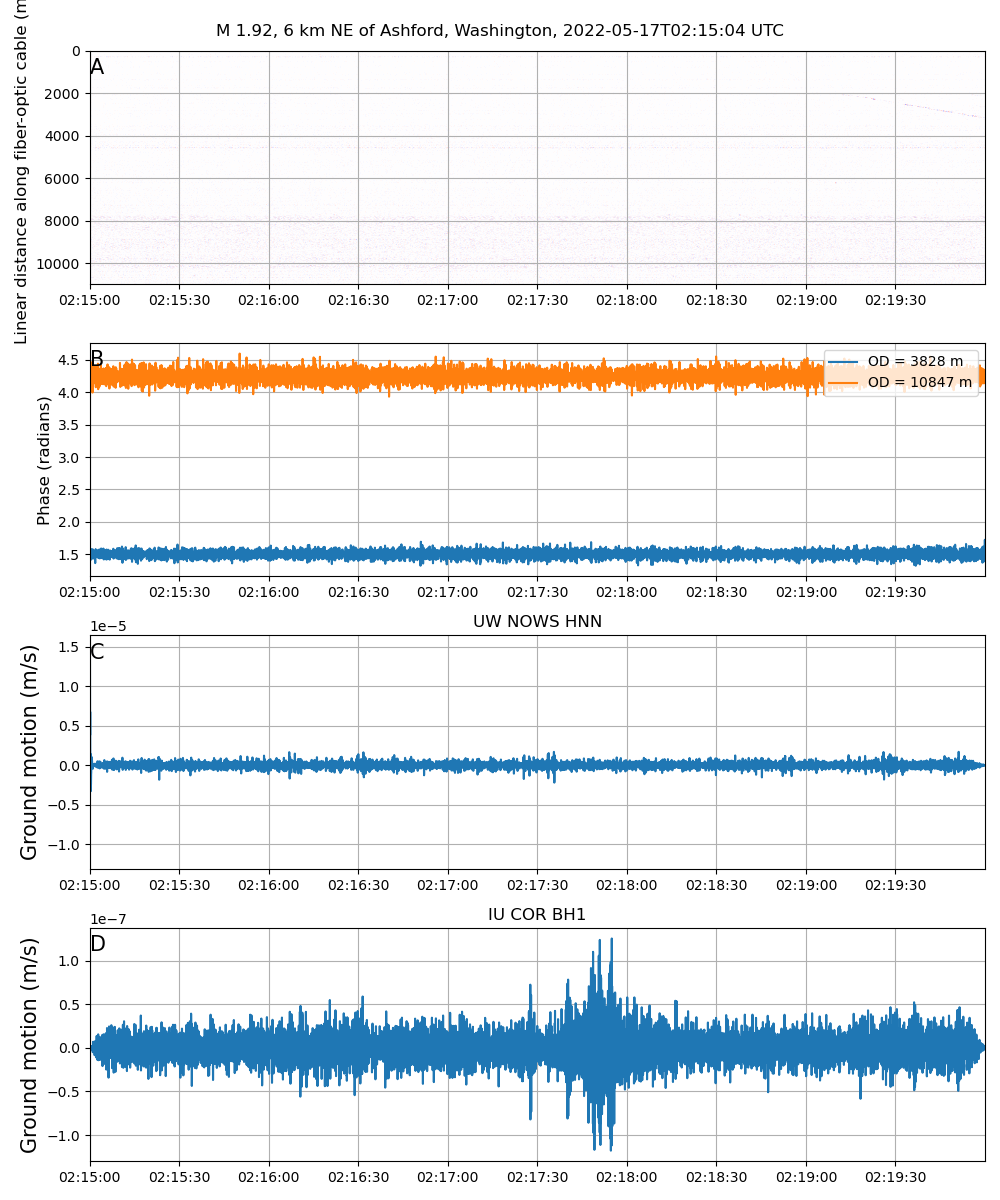 M 1.92, 6 km NE of Ashford, Washington, 2022-05-17T02:15:04 UTC
Linear distance along fiber-optic cable (m
A
0
2000
4000
6000
8000
10000
02:15:00 02:15:30 02:16:00 02:16:30 02:17:00 02:17:30 02:18:00 02:18:30 02:19:00 02:19:30
Phase (radians)
B
4.5
4.0
3.5
3.0
2.5
2.0
1.5
OD = 3828 m
OD = 10847 m
02:15:00 02:15:30 02:16:00 02:16:30 02:17:00 02:17:30 02:18:00 02:18:30 02:19:00 02:19:30
UW NOWS HNN
1e−5
Ground motion (m/s)
C
1.5
1.0
0.5
0.0
−0.5
−1.0
02:15:00 02:15:30 02:16:00 02:16:30 02:17:00 02:17:30 02:18:00 02:18:30 02:19:00 02:19:30
IU COR BH1
1e−7
Ground motion (m/s)
D
1.0
0.5
0.0
−0.5
−1.0
02:15:00 02:15:30 02:16:00 02:16:30 02:17:00 02:17:30 02:18:00 02:18:30 02:19:00 02:19:30